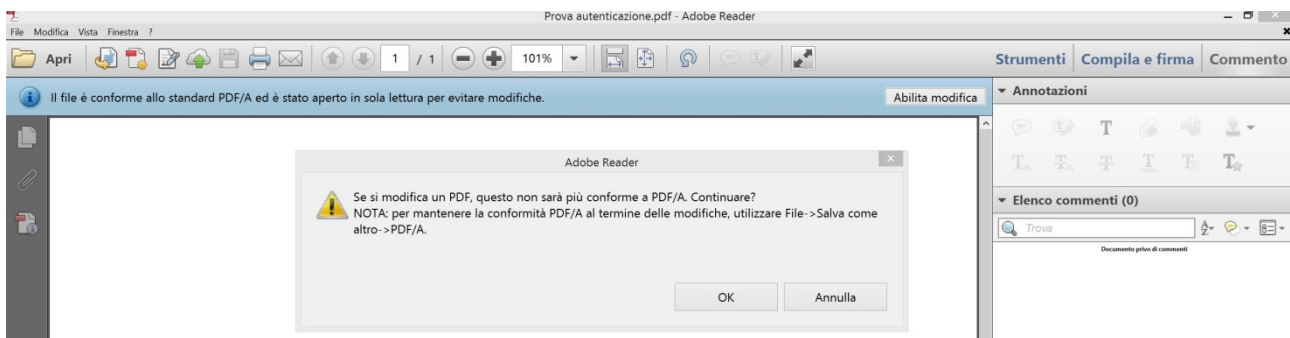 Prova autenticazione.pdf - Adobe Reader
File Modifica Vista Finestra ?
Apri 1 / 1 101% Strumenti Compila e firma Commento
Il file è conforme allo standard PDF/A ed è stato aperto in sola lettura per evitare modifiche. Abilita modifica
Annotazioni
Adobe Reader
Se si modifica un PDF, questo non sarà più conforme a PDF/A. Continuare?
NOTA: per mantenere la conformità PDF/A al termine delle modifiche, utilizzare File->Salva come
altro->PDF/A.
OK Annulla
Elenco commenti (0)
Trova
Documento privo di commenti